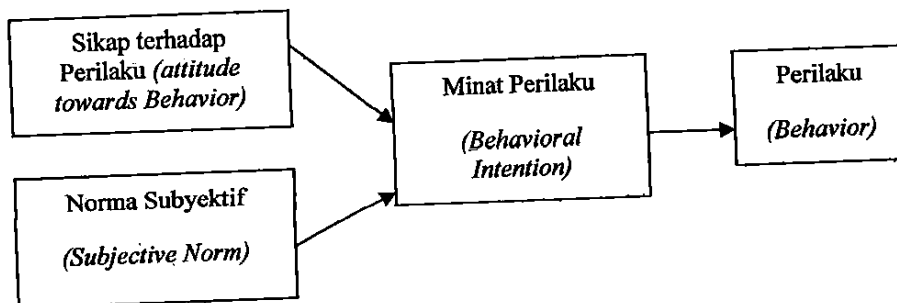 Sikap terhadap
Perilaku (attitude
towards Behavior)
Norma Subyektif
(Subjective Norm)
Minat Perilaku
(Behavioral
Intention)
Perilaku
(Behavior)